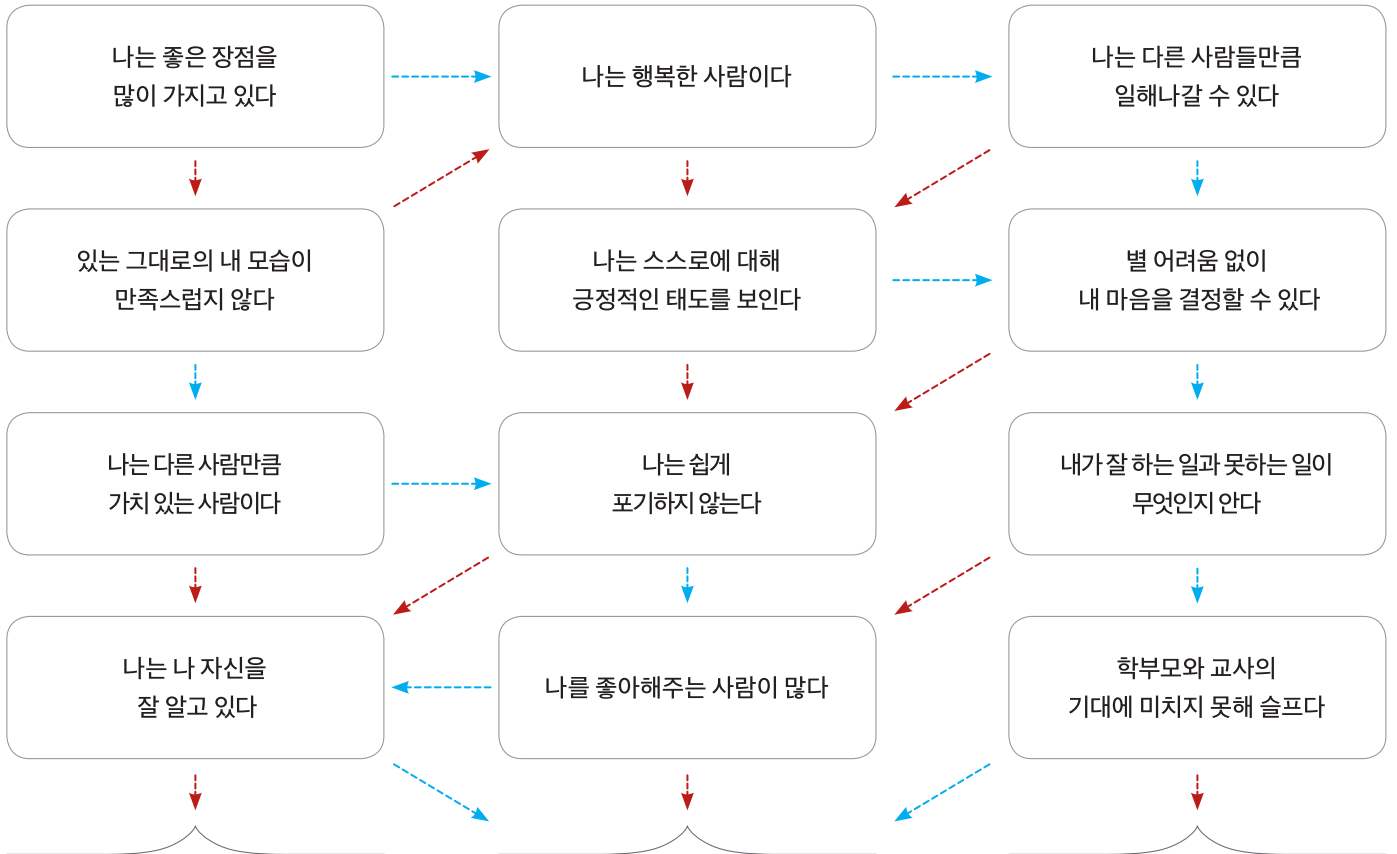 나는 좋은 장점을
많이 가지고 있다
나는 행복한 사람이다
나는 다른 사람들만큼
일해나갈 수 있다
있는 그대로의 내 모습이
만족스럽지 않다
나는 스스로에 대해
긍정적인 태도를 보인다
별 어려움 없이
내 마음을 결정할 수 있다
나는 다른 사람만큼
가치 있는 사람이다
나는 쉽게
포기하지 않는다
내가 잘 하는 일과 못하는 일이
무엇인지 안다
나는 나 자신을
잘 알고 있다
나를 좋아해주는 사람이 많다
학부모와 교사의
기대에 미치지 못해 슬프다